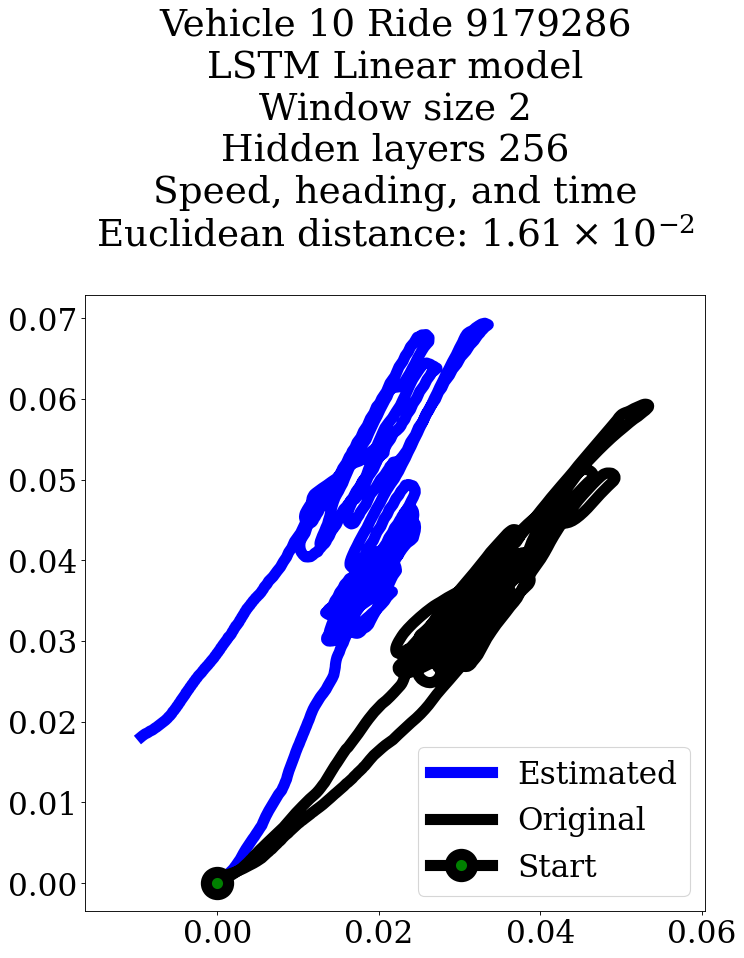 Vehicle 10 Ride 9179286
LSTM Linear model
Window size 2
Hidden layers 256
Speed, heading, and time
Euclidean distance: 1.61 × 10⁻²
0.07
0.06
0.05
0.04
0.03
0.02
0.01
0.00
Estimated
Original
Start
0.00 0.02 0.04 0.06